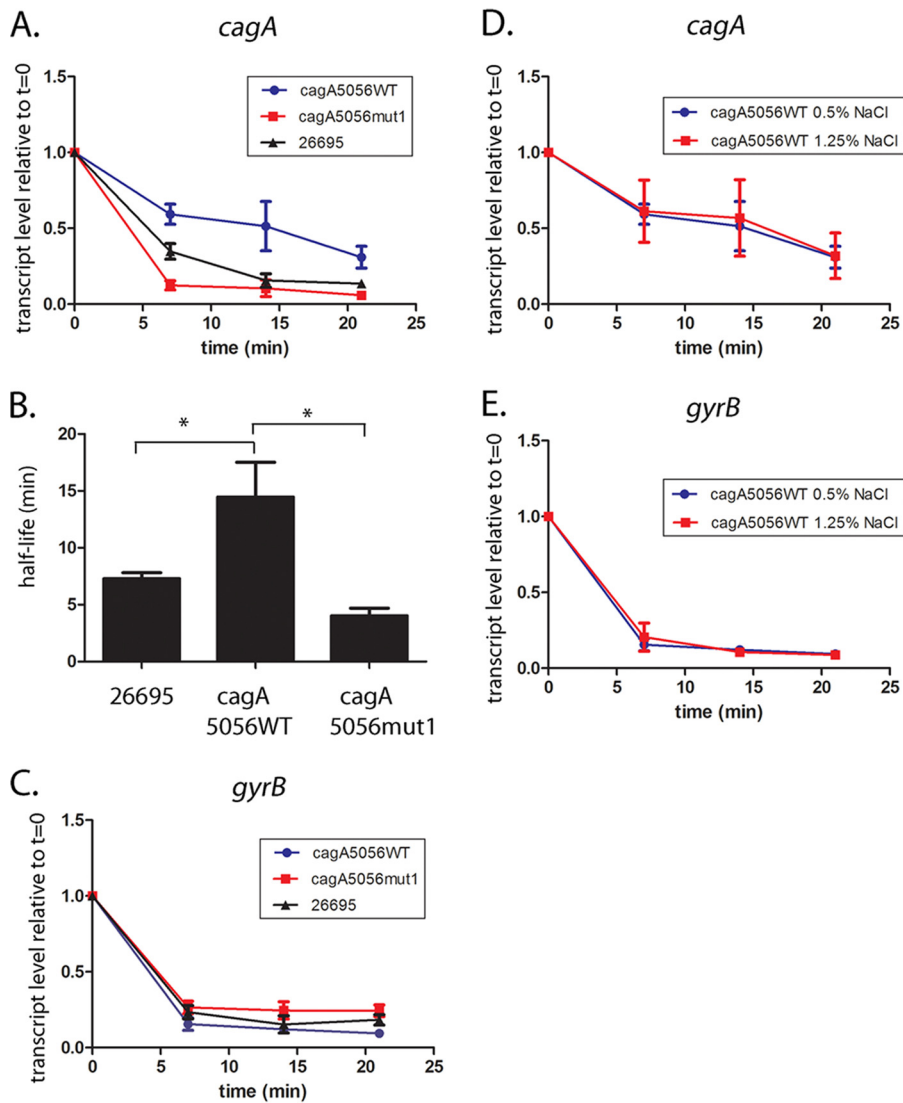 A.
cagA
transcript level relative to t=0
1.5
1.0
0.5
0.0
cagA5056WT
cagA5056mut1
26695
0 5 10 15 20 25
time (min)
B.
* *
half-life (min)
20
15
10
5
0
26695 cagA cagA
5056WT 5056mut1
C.
gyrB
transcript level relative to t=0
1.5
1.0
0.5
0.0
cagA5056WT
cagA5056mut1
26695
0 5 10 15 20 25
time (min)
D.
cagA
transcript level relative to t=0
1.5
1.0
0.5
0.0
cagA5056WT 0.5% NaCl
cagA5056WT 1.25% NaCl
0 5 10 15 20 25
time (min)
E.
gyrB
transcript level relative to t=0
1.5
1.0
0.5
0.0
cagA5056WT 0.5% NaCl
cagA5056WT 1.25% NaCl
0 5 10 15 20 25
time (min)